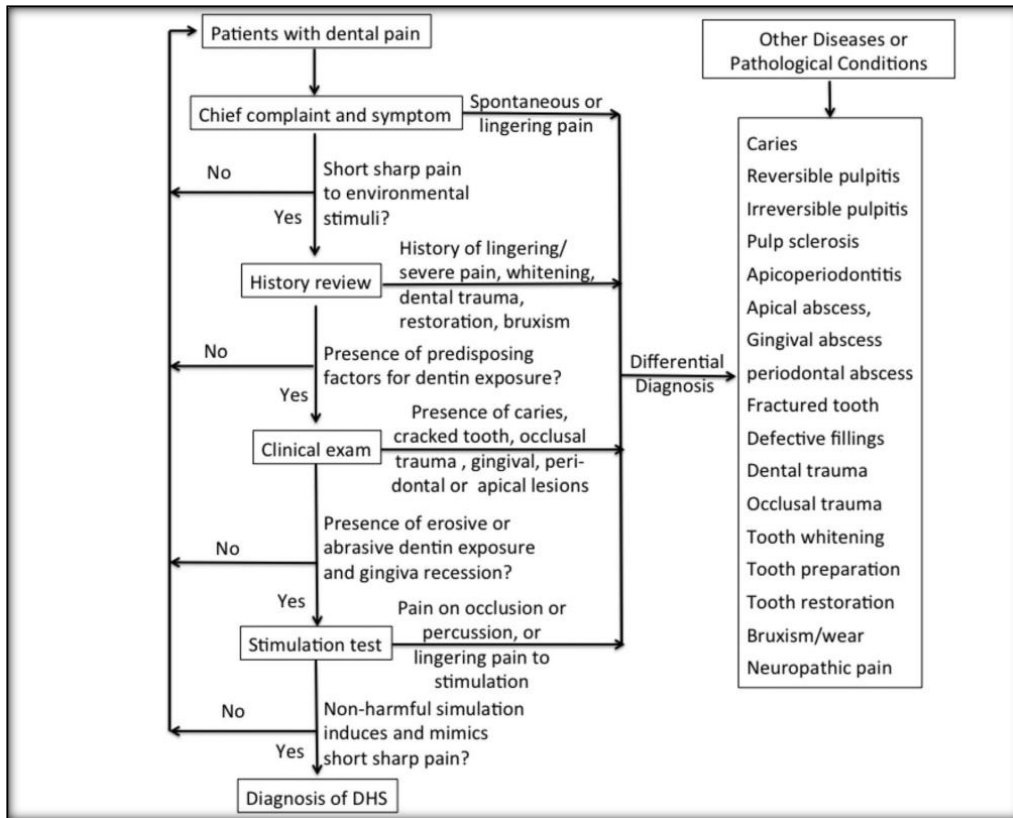 Patients with dental pain
Chief complaint and symptom
Spontaneous or
lingering pain
No
Short sharp pain
to environmental
stimuli?
Yes
History review
History of lingering/
severe pain, whitening,
dental trauma,
restoration, bruxism
No
Presence of predisposing
factors for dentin exposure?
Yes
Clinical exam
Presence of caries,
cracked tooth, occlusal
trauma , gingival, peri-
dontal or apical lesions
No
Presence of erosive or
abrasive dentin exposure
and gingiva recession?
Yes
Stimulation test
Pain on occlusion or
percussion, or
lingering pain to
stimulation
No
Non-harmful simulation
induces and mimics
short sharp pain?
Yes
Diagnosis of DHS
Differential
Diagnosis
Other Diseases or
Pathological Conditions
Caries
Reversible pulpitis
Irreversible pulpitis
Pulp sclerosis
Apicoperiodontitis
Apical abscess,
Gingival abscess
periodontal abscess
Fractured tooth
Defective fillings
Dental trauma
Occlusal trauma
Tooth whitening
Tooth preparation
Tooth restoration
Bruxism/wear
Neuropathic pain